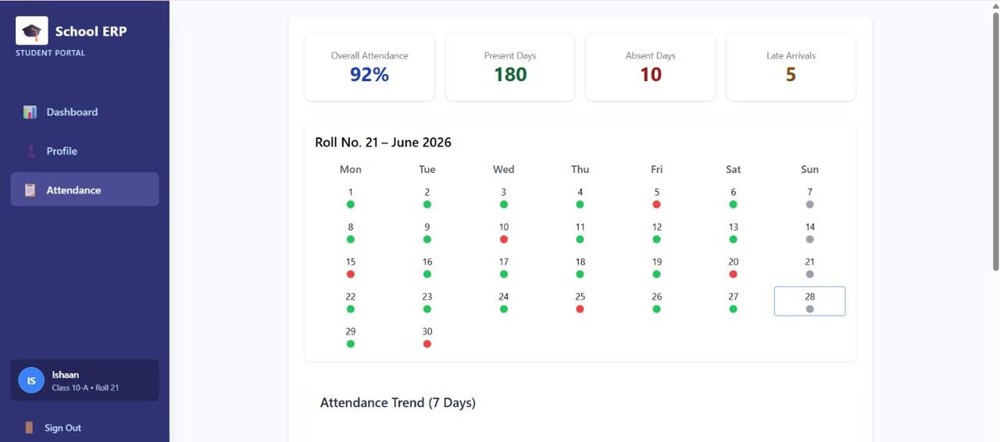 School ERP
STUDENT PORTAL
Dashboard
Profile
Attendance
IS
Ishaan
Class 10-A • Roll 21
Sign Out
Overall Attendance
92%
Present Days
180
Absent Days
10
Late Arrivals
5
Roll No. 21 – June 2026
Mon Tue Wed Thu Fri Sat Sun
1 2 3 4 5 6 7
8 9 10 11 12 13 14
15 16 17 18 19 20 21
22 23 24 25 26 27 28
29 30
Attendance Trend (7 Days)